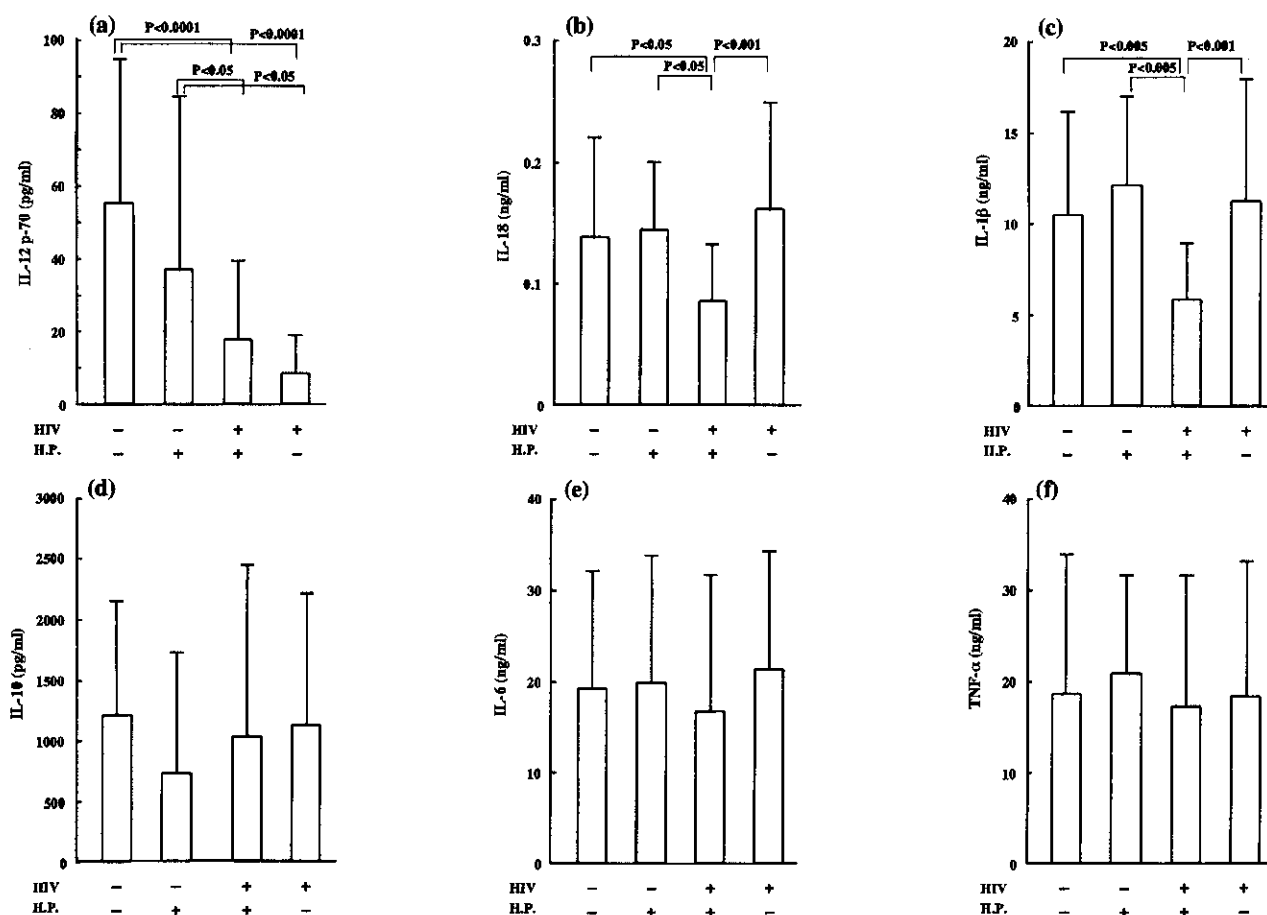 (a)
P<0.0001
P<0.0001
P<0.05
P<0.05
100
80
60
40
20
0
IL-12 p-70 (pg/ml)
HIV − − + +
H.P. − + + −
(b)
P<0.05
P<0.001
P<0.05
0.3
0.2
0.1
0
IL-18 (ng/ml)
HIV − − + +
H.P. − + + −
(c)
P<0.005
P<0.001
P<0.005
20
15
10
5
0
IL-1β (ng/ml)
HIV − − + +
H.P. − + + −
(d)
3000
2500
2000
1500
1000
500
0
IL-10 (pg/ml)
HIV − − + +
H.P. − + + −
(e)
40
30
20
10
0
IL-6 (ng/ml)
HIV − − + +
H.P. − + + −
(f)
40
30
20
10
0
TNF-α (ng/ml)
HIV − − + +
H.P. − + + −